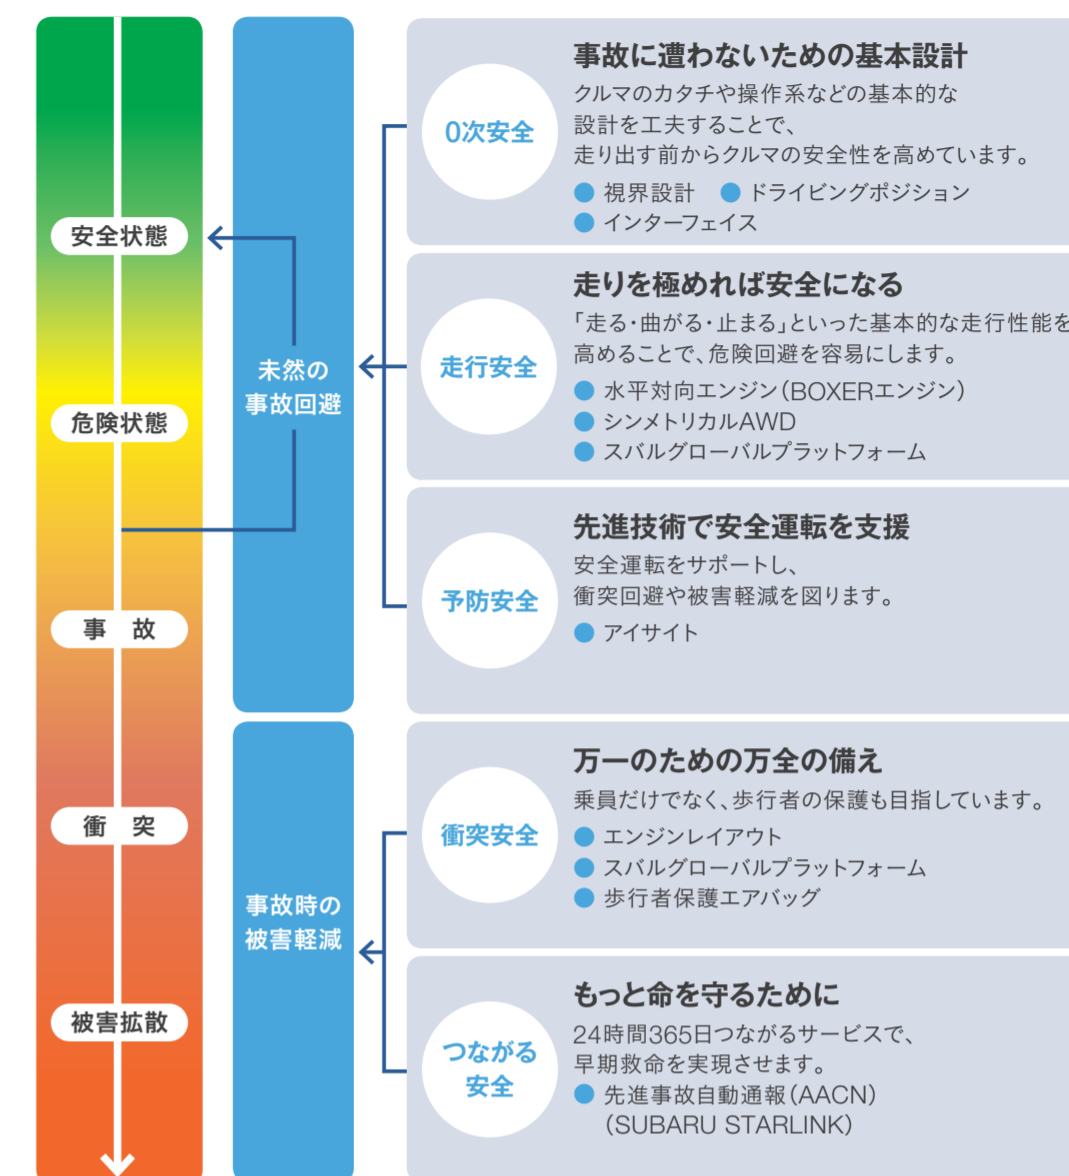 安全状態
危険状態
事 故
衝 突
被害拡散
未然の
事故回避
事故時の
被害軽減
0次安全
事故に遭わないための基本設計
クルマのカタチや操作系などの基本的な
設計を工夫することで、
走り出す前からクルマの安全性を高めています。
● 視界設計 ● ドライビングポジション
● インターフェイス
走行安全
走りを極めれば安全になる
「走る・曲がる・止まる」といった基本的な走行性能を
高めることで、危険回避を容易にします。
● 水平対向エンジン(BOXERエンジン)
● シンメトリカルAWD
● スバルグローバルプラットフォーム
予防安全
先進技術で安全運転を支援
安全運転をサポートし、
衝突回避や被害軽減を図ります。
● アイサイト
衝突安全
万一のための万全の備え
乗員だけでなく、歩行者の保護も目指しています。
● エンジンレイアウト
● スバルグローバルプラットフォーム
● 歩行者保護エアバッグ
つながる
安全
もっと命を守るために
24時間365日つながるサービスで、
早期救命を実現させます。
● 先進事故自動通報(AACN)
(SUBARU STARLINK)